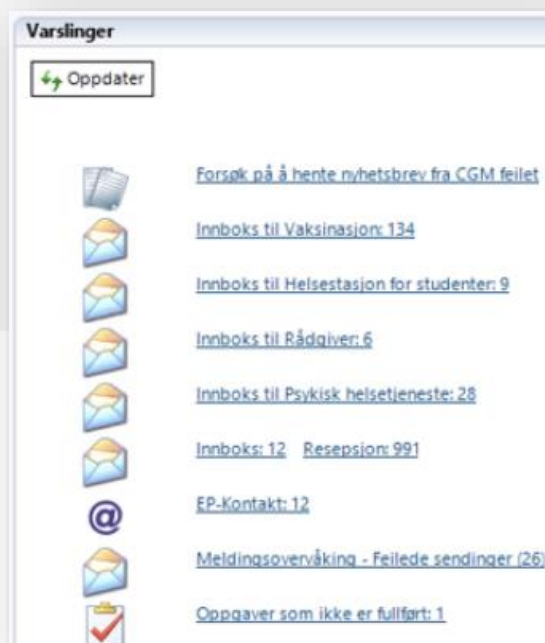 Varslinger
Oppdater
Forsøk på å hente nyhetsbrev fra CGM feilet
Innboks til Vaksinasjon: 134
Innboks til Helsestasjon for studenter: 9
Innboks til Rådgiver: 6
Innboks til Psykisk helsetjeneste: 28
Innboks: 12 Resepsjon: 991
@ EP-Kontakt: 12
Meldingsovervåking - Feilede sendinger (26)
Oppgaver som ikke er fullført: 1